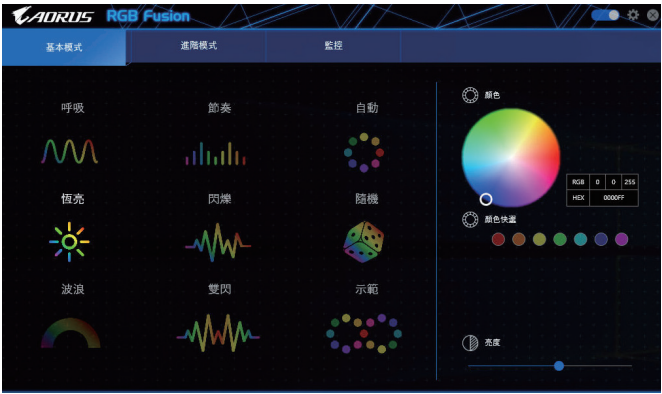 AORUS RGB Fusion
基本模式 進階模式 監控
呼吸 節奏 自動
恆亮 閃爍 隨機
波浪 雙閃 示範
顏色
RGB 0 0 255
HEX 0000FF
顏色快選
亮度